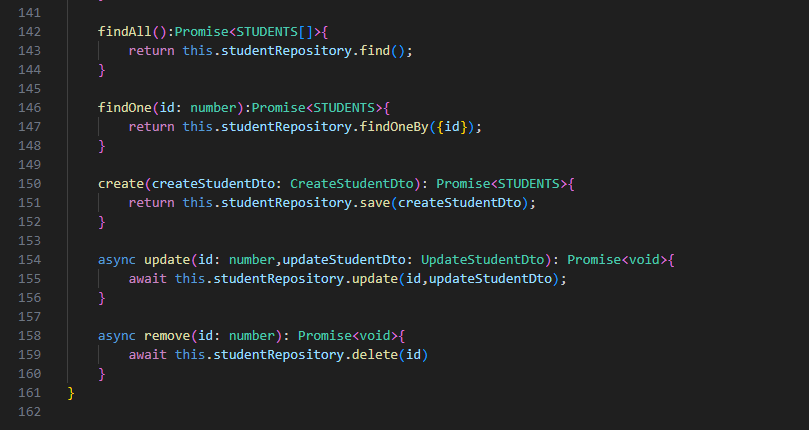 141
142 findAll():Promise<STUDENTS[]>{
143 return this.studentRepository.find();
144 }
145
146 findOne(id: number):Promise<STUDENTS>{
147 return this.studentRepository.findOneBy({id});
148 }
149
150 create(createStudentDto: CreateStudentDto): Promise<STUDENTS>{
151 return this.studentRepository.save(createStudentDto);
152 }
153
154 async update(id: number,updateStudentDto: UpdateStudentDto): Promise<void>{
155 await this.studentRepository.update(id,updateStudentDto);
156 }
157
158 async remove(id: number): Promise<void>{
159 await this.studentRepository.delete(id)
160 }
161 }
162